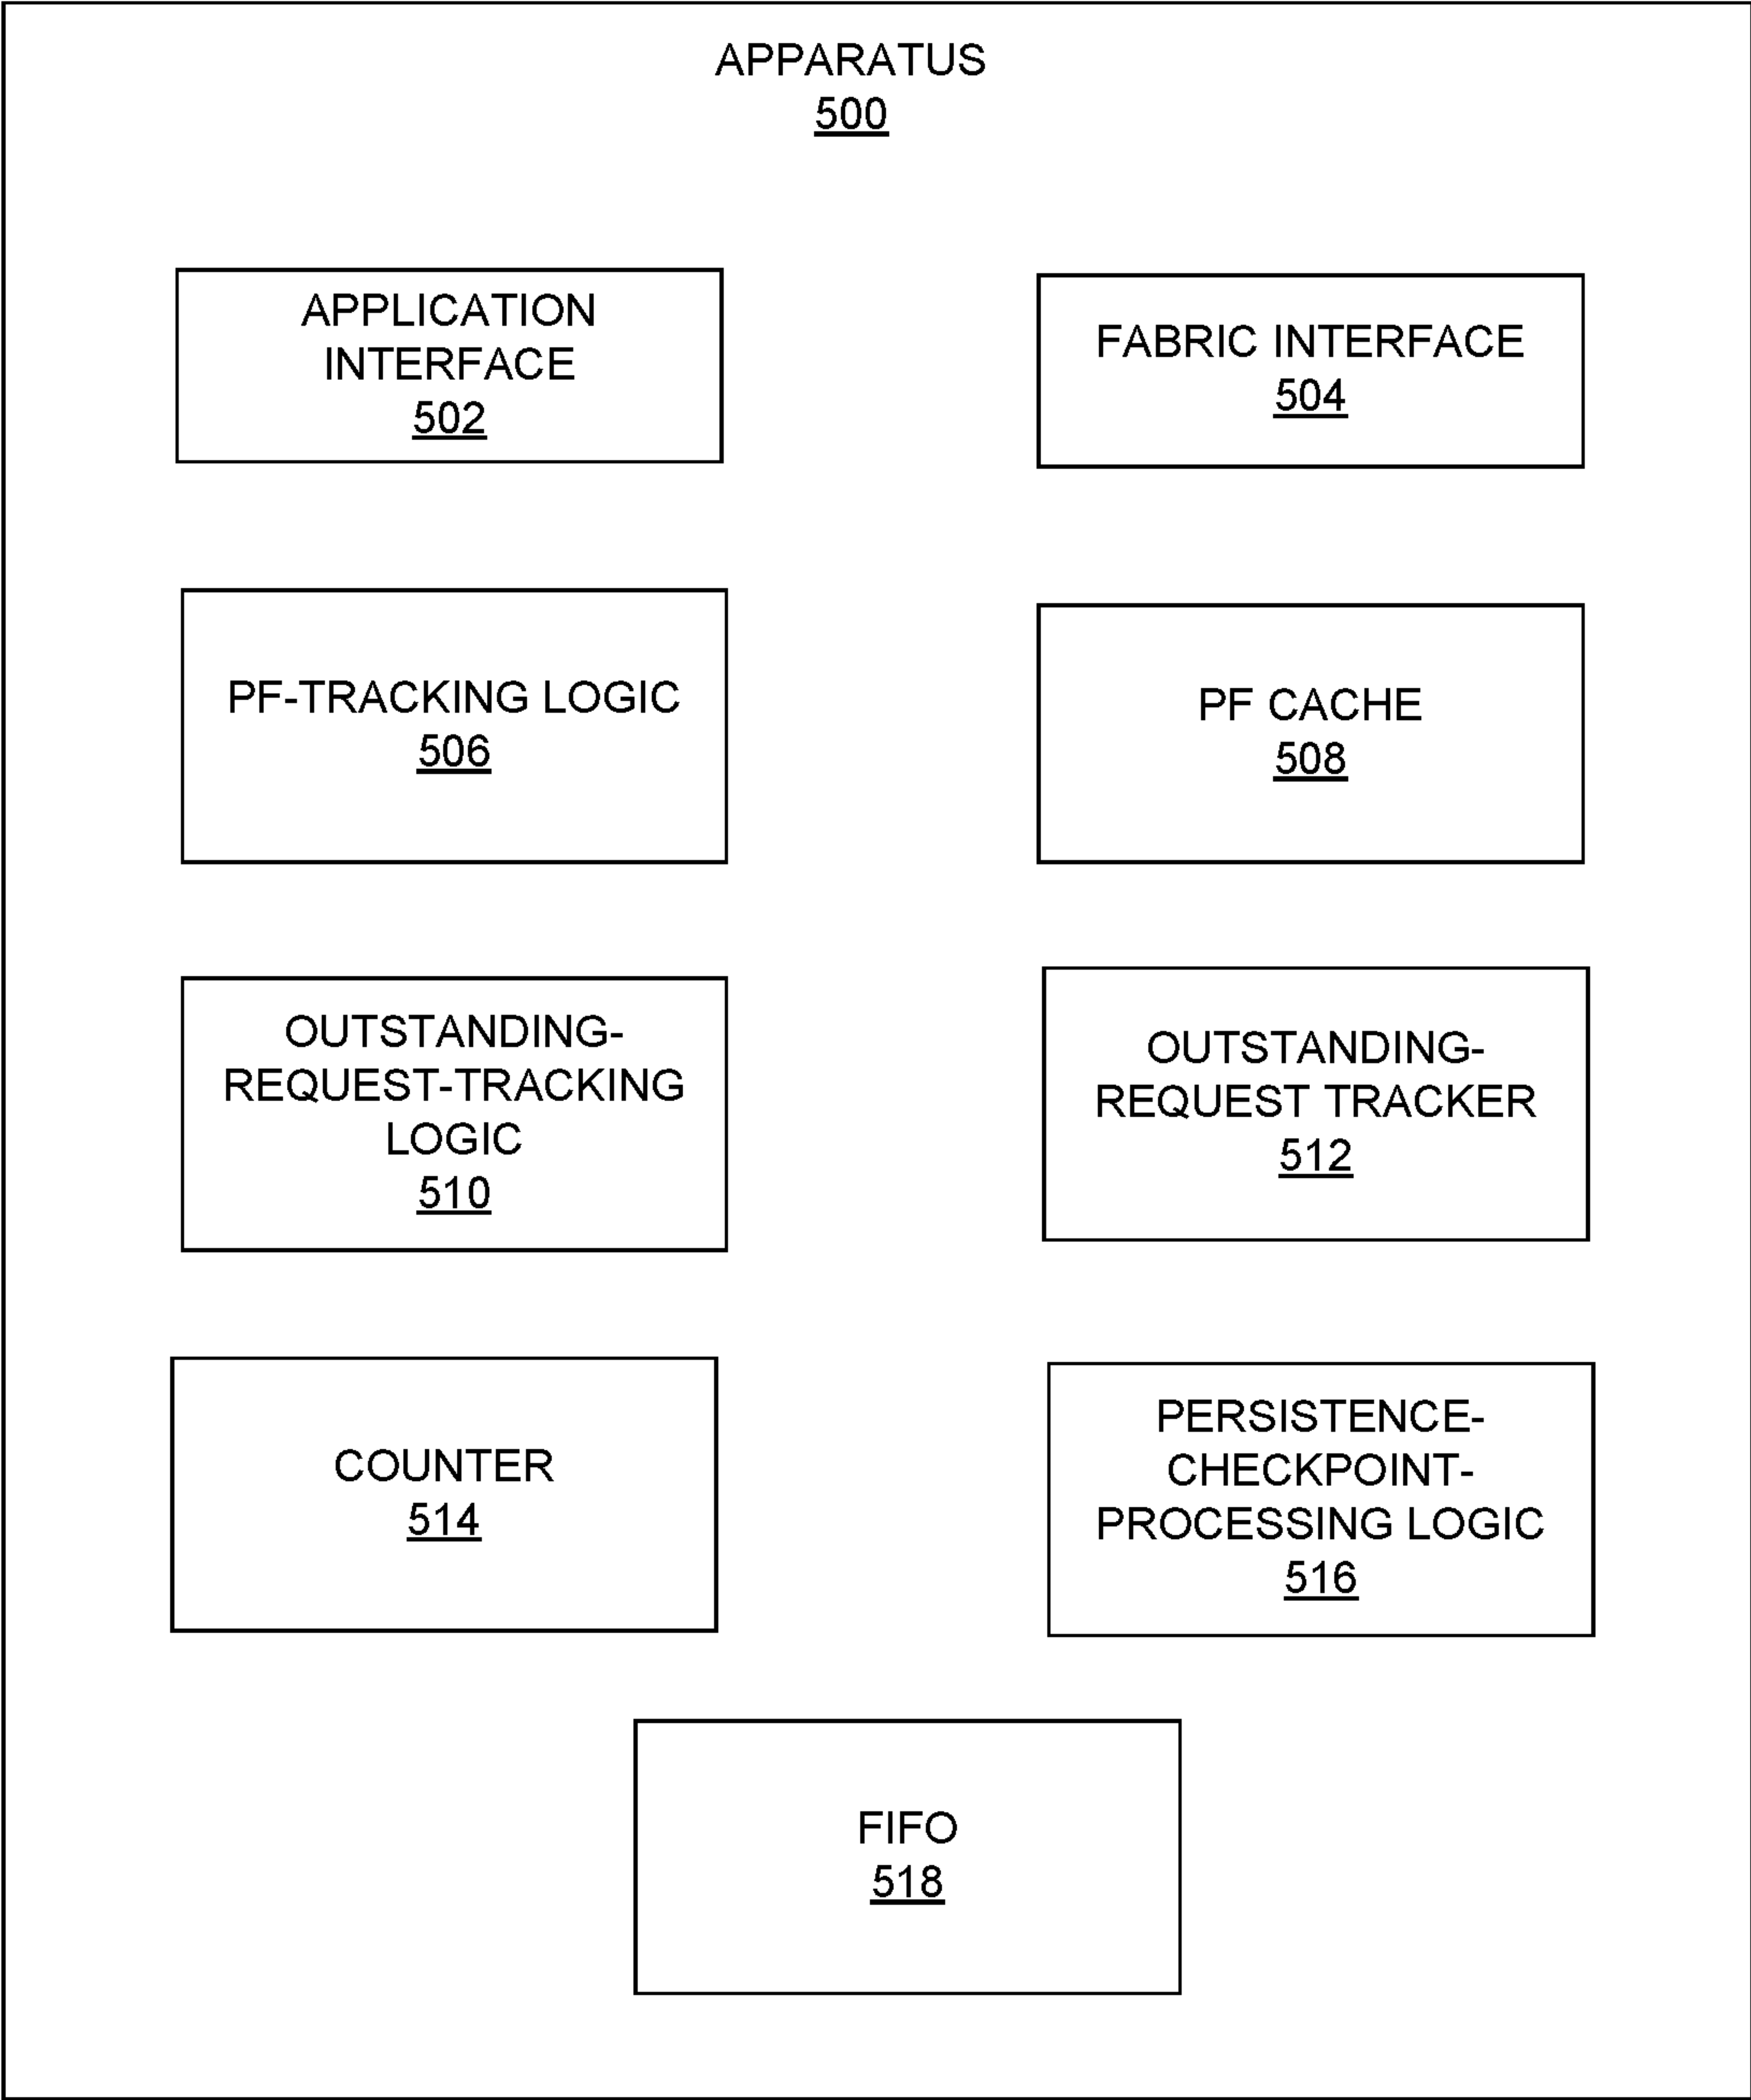 APPARATUS
500
APPLICATION
INTERFACE
502
FABRIC INTERFACE
504
PF-TRACKING LOGIC
506
PF CACHE
508
OUTSTANDING-
REQUEST-TRACKING
LOGIC
510
OUTSTANDING-
REQUEST TRACKER
512
COUNTER
514
PERSISTENCE-
CHECKPOINT-
PROCESSING LOGIC
516
FIFO
518